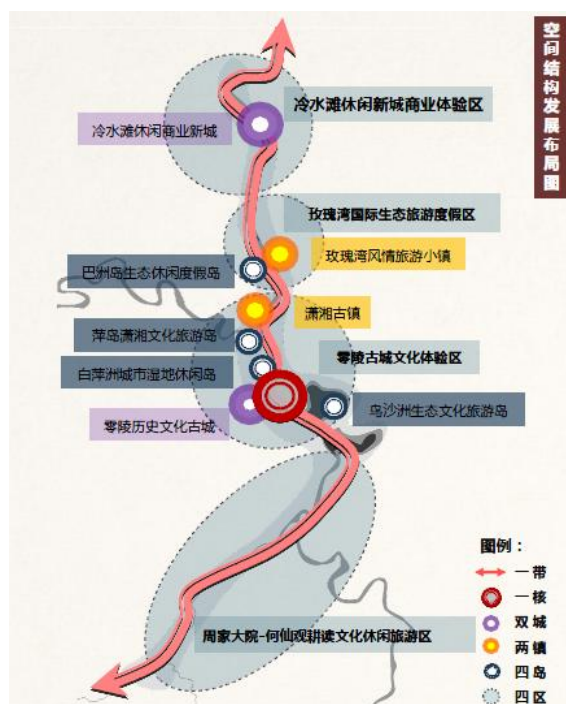 空间结构发展布局图
冷水滩休闲新城商业体验区
冷水滩休闲商业新城
玫瑰湾国际生态旅游度假区
玫瑰湾风情旅游小镇
巴洲岛生态休闲度假岛
潇湘古镇
萍岛潇湘文化旅游岛
零陵古城文化体验区
白萍洲城市湿地休闲岛
乌沙洲生态文化旅游岛
零陵历史文化古城
周家大院-何仙观耕读文化休闲旅游区
图例：
一带
一核
双城
两镇
四岛
四区